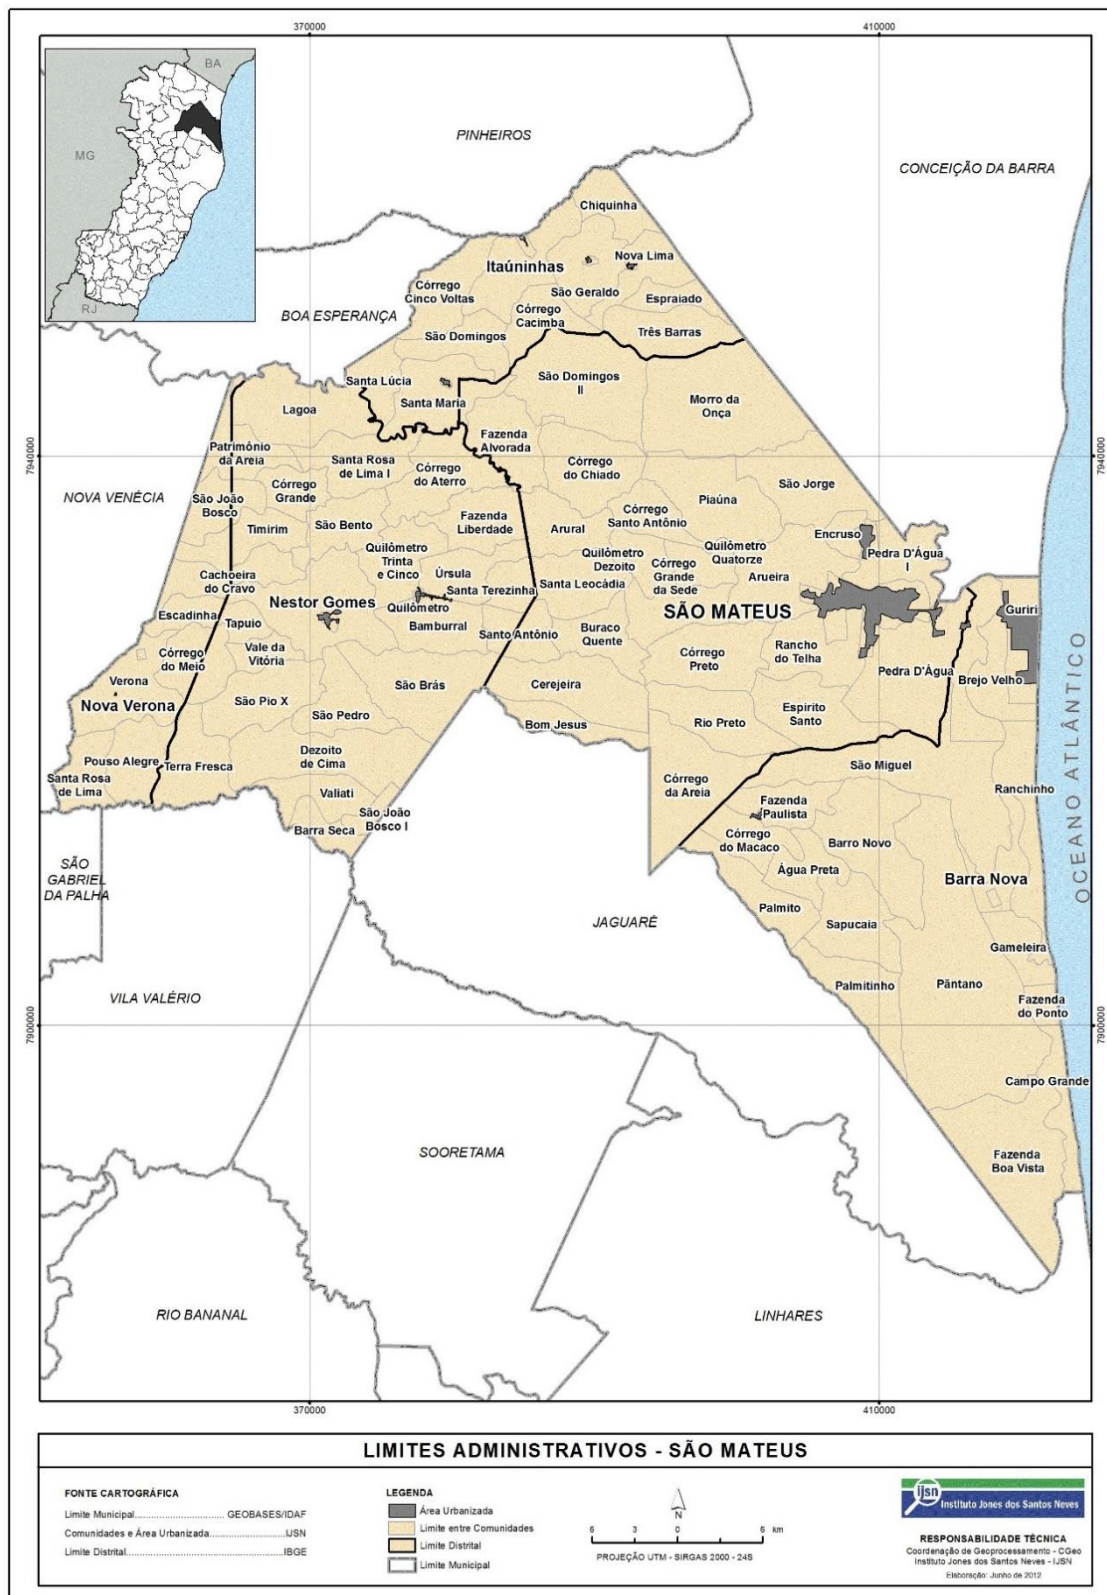 370000
410000
BA
MG
RJ
PINHEIROS
CONCEIÇÃO DA BARRA
Chiquinha
Itaúninhas
Nova Lima
Córrego
Cinco Voltas
São Geraldo
Espraiado
BOA ESPERANÇA
Córrego
Cacimba
São Domingos
Três Barras
Santa Lúcia
São Domingos
II
Lagoa
Santa Maria
Morro da
Onça
Fazenda
Alvorada
7940000
7940000
Patrimônio
da Areia
Santa Rosa
de Lima I
Córrego
do Aterro
Córrego
do Chiado
NOVA VENÉCIA
São João
Bosco
Córrego
Grande
São Jorge
Piaúna
Timirim
São Bento
Fazenda
Liberdade
Arural
Córrego
Santo Antônio
Encruso
Quilômetro
Trinta
e Cinco
Quilômetro
Dezoito
Quilômetro
Quatorze
Pedra D'Água
I
Cachoeira
do Cravo
Úrsula
Santa Terezinha
Santa Leocádia
Córrego
Grande
da Sede
Arueira
Escadinha
Nestor Gomes
Quilômetro
SÃO MATEUS
Guriri
Tapuio
Bamburral
Santo Antônio
Buraco
Quente
Córrego
do Meio
Vale da
Vitória
Córrego
Preto
Rancho
do Telha
Verona
São Brás
Cerejeira
Pedra D'Água
Brejo Velho
Nova Verona
São Pio X
São Pedro
Bom Jesus
Rio Preto
Espirito
Santo
Pouso Alegre
Terra Fresca
Dezoito
de Cima
São Miguel
Santa Rosa
de Lima
Valiati
Córrego
da Areia
Ranchinho
OCEANO ATLÂNTICO
São João
Bosco I
Fazenda
Paulista
Barra Seca
Córrego
do Macaco
Barro Novo
SÃO
GABRIEL
DA PALHA
Água Preta
Barra Nova
JAGUARÉ
Palmito
Sapucaia
Gameleira
VILA VALÉRIO
Palmitinho
Pântano
Fazenda
do Ponto
7900000
7900000
Campo Grande
SOORETAMA
Fazenda
Boa Vista
RIO BANANAL
LINHARES
370000
410000
LIMITES ADMINISTRATIVOS - SÃO MATEUS
FONTE CARTOGRÁFICA
Limite Municipal............................ GEOBASES/IDAF
Comunidades e Área Urbanizada........................IJSN
Limite Distrital................................................IBGE
LEGENDA
Área Urbanizada
Limite entre Comunidades
Limite Distrital
Limite Municipal
N
6 3 0 6 km
PROJEÇÃO UTM - SIRGAS 2000 - 24S
ijsn Instituto Jones dos Santos Neves
RESPONSABILIDADE TÉCNICA
Coordenação de Geoprocessamento - CGeo
Instituto Jones dos Santos Neves - IJSN
Elaboração: Junho de 2012